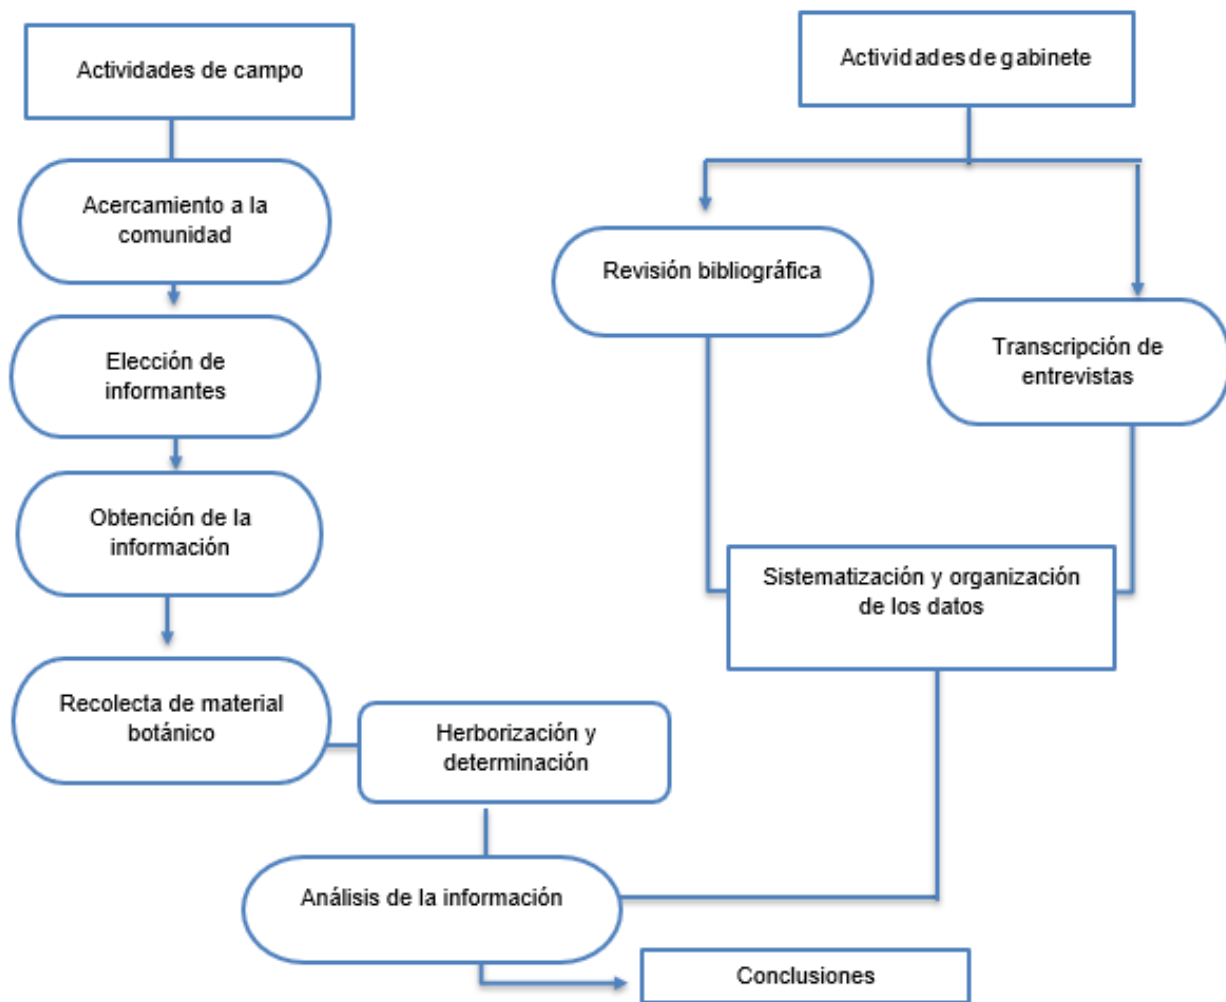 Actividades de campo
Actividades de gabinete
Acercamiento a la
comunidad
Revisión bibliográfica
Elección de
informantes
Transcripción de
entrevistas
Obtención de la
información
Sistematización y organización
de los datos
Recolecta de material
botánico
Herborización y
determinación
Análisis de la información
Conclusiones